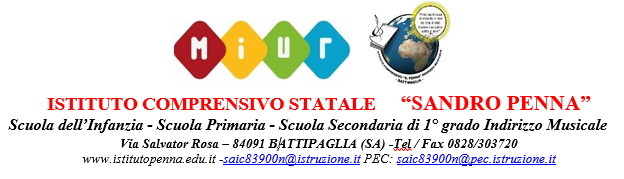 miur
ISTITUTO COMPRENSIVO STATALE “SANDRO PENNA”
Scuola dell’Infanzia - Scuola Primaria - Scuola Secondaria di 1° grado Indirizzo Musicale
Via Salvator Rosa – 84091 BATTIPAGLIA (SA) -Tel / Fax 0828/303720
www.istitutopenna.edu.it -saic83900n@istruzione.it PEC: saic83900n@pec.istruzione.it